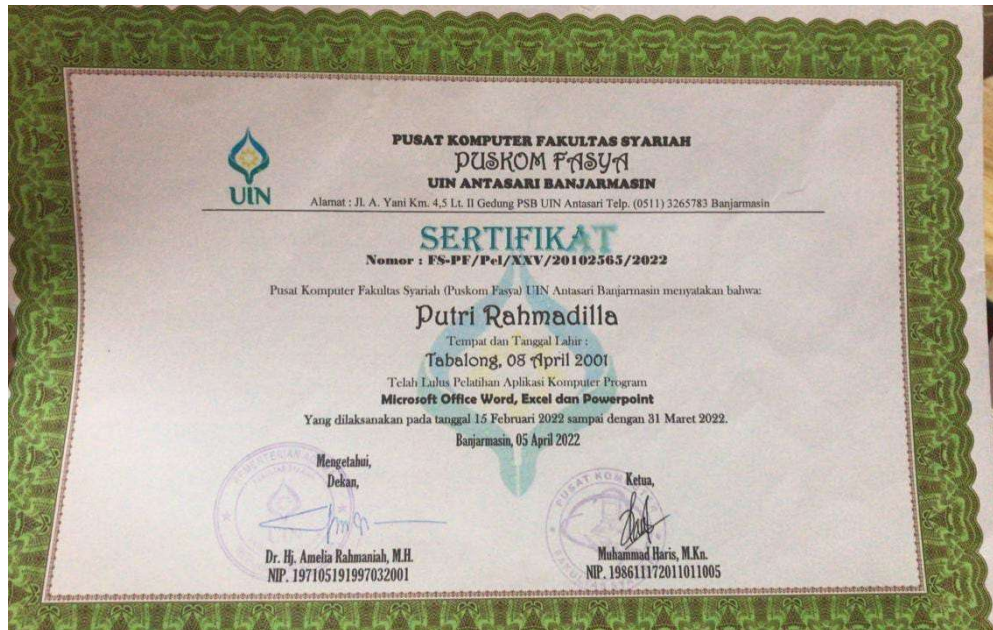 PUSAT KOMPUTER FAKULTAS SYARIAH
PUSKOM FASYA
UIN ANTASARI BANJARMASIN
UIN
Alamat : Jl. A. Yani Km. 4,5 Lt. II Gedung PSB UIN Antasari Telp. (0511) 3265783 Banjarmasin
SERTIFIKAT
Nomor : FS-PF/Pel/XXV/20102565/2022
Pusat Komputer Fakultas Syariah (Puskom Fasya) UIN Antasari Banjarmasin menyatakan bahwa:
Putri Rahmadilla
Tempat dan Tanggal Lahir :
Tabalong, 08 April 2001
Telah Lulus Pelatihan Aplikasi Komputer Program
Microsoft Office Word, Excel dan Powerpoint
Yang dilaksanakan pada tanggal 15 Februari 2022 sampai dengan 31 Maret 2022.
Banjarmasin, 05 April 2022
Mengetahui,
Dekan,
Dr. Hj. Amelia Rahmaniah, M.H.
NIP. 197105191997032001
Ketua,
Muhammad Haris, M.Kn.
NIP. 198611172011011005
PUSAT KOM